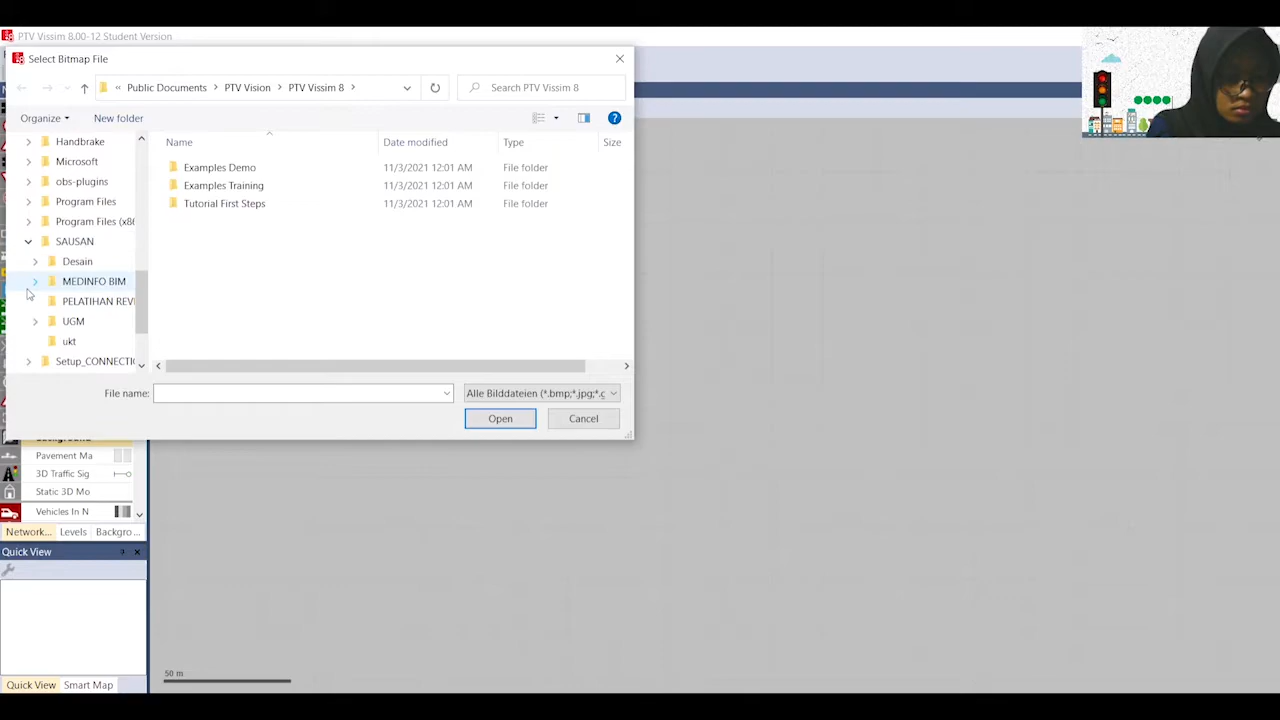 PTV Vissim 8.00-12 Student Version
Select Bitmap File
« Public Documents > PTV Vision > PTV Vissim 8 >
Search PTV Vissim 8
Organize
New folder
Handbrake
Microsoft
obs-plugins
Program Files
Program Files (x86
SAUSAN
Desain
MEDINFO BIM
PELATIHAN REVI
UGM
ukt
Setup_CONNECTIO
Name Date modified Type Size
Examples Demo 11/3/2021 12:01 AM File folder
Examples Training 11/3/2021 12:01 AM File folder
Tutorial First Steps 11/3/2021 12:01 AM File folder
File name:
Alle Bilddateien (*.bmp;*.jpg;*.g
Open
Cancel
Pavement Ma
3D Traffic Sig
Static 3D Mo
Vehicles In N
Network... Levels Backgro...
Quick View
50 m
Quick View Smart Map